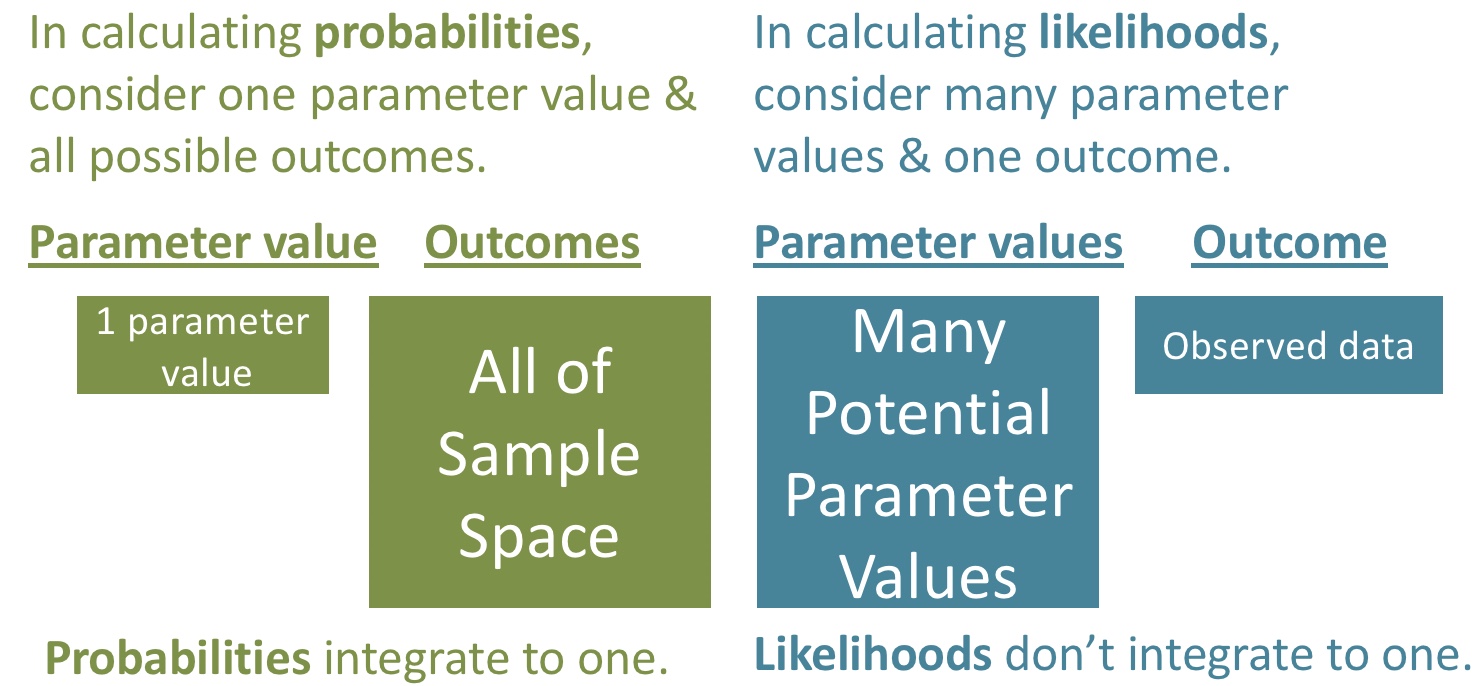 In calculating probabilities,
consider one parameter value &
all possible outcomes.
Parameter value
Outcomes
1 parameter
value
All of
Sample
Space
Probabilities integrate to one.
In calculating likelihoods,
consider many parameter
values & one outcome.
Parameter values
Outcome
Many
Potential
Parameter
Values
Observed data
Likelihoods don’t integrate to one.